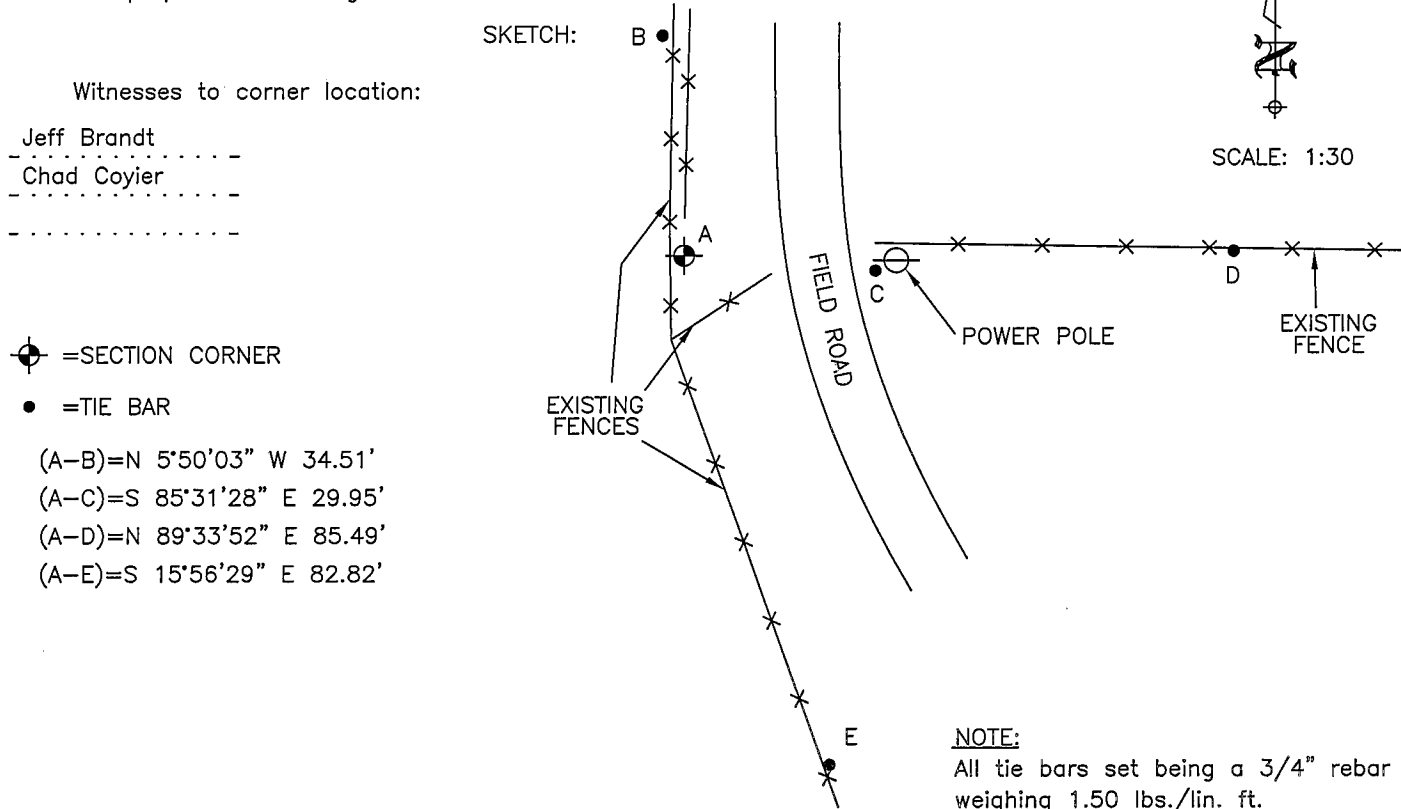 SKETCH:
B
Witnesses to corner location:
Jeff Brandt
Chad Coyier
N
SCALE: 1:30
A
C
D
FIELD ROAD
POWER POLE
EXISTING
FENCE
=SECTION CORNER
=TIE BAR
EXISTING
FENCES
(A-B)=N 5°50'03" W 34.51'
(A-C)=S 85°31'28" E 29.95'
(A-D)=N 89°33'52" E 85.49'
(A-E)=S 15°56'29" E 82.82'
E
NOTE:
All tie bars set being a 3/4" rebar
weighing 1.50 lbs./lin. ft.